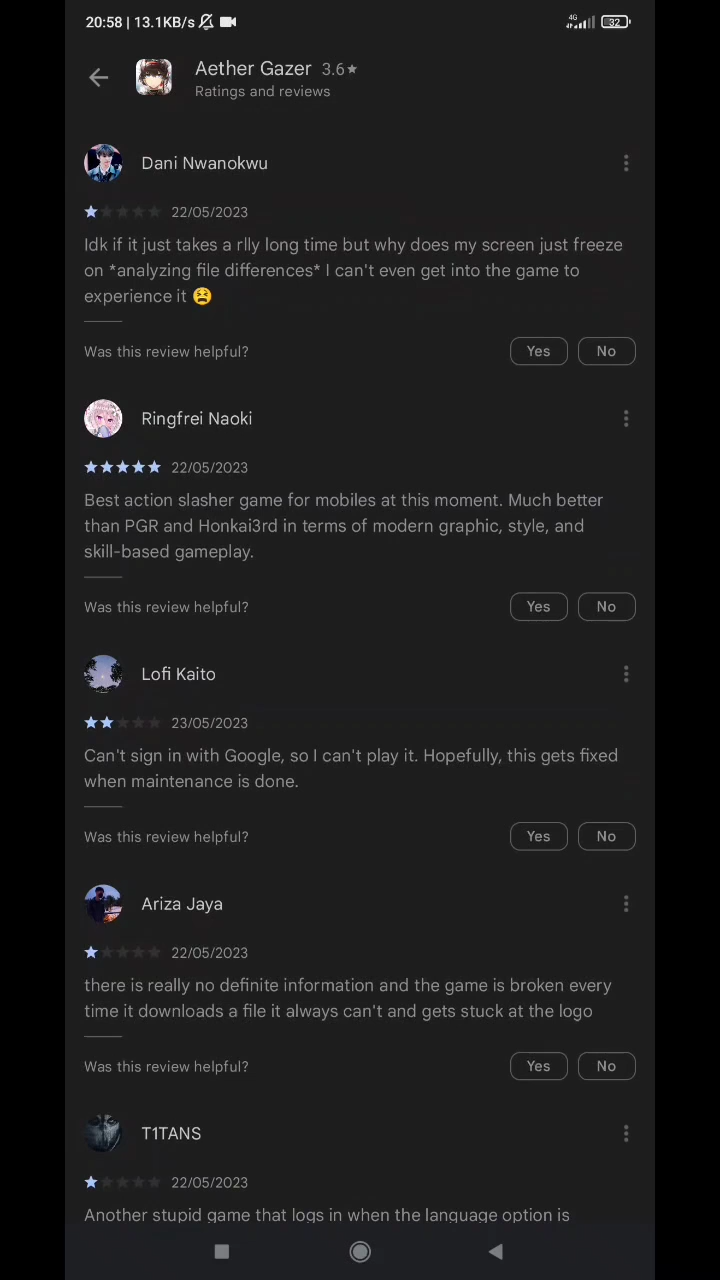 20:58 | 13.1KB/s
4G
32
Aether Gazer 3.6★
Ratings and reviews
Dani Nwanokwu
22/05/2023
Idk if it just takes a rlly long time but why does my screen just freeze
on *analyzing file differences* I can't even get into the game to
experience it 😫
Was this review helpful?
Yes
No
Ringfrei Naoki
22/05/2023
Best action slasher game for mobiles at this moment. Much better
than PGR and Honkai3rd in terms of modern graphic, style, and
skill-based gameplay.
Was this review helpful?
Yes
No
Lofi Kaito
23/05/2023
Can't sign in with Google, so I can't play it. Hopefully, this gets fixed
when maintenance is done.
Was this review helpful?
Yes
No
Ariza Jaya
22/05/2023
there is really no definite information and the game is broken every
time it downloads a file it always can't and gets stuck at the logo
Was this review helpful?
Yes
No
T1TANS
22/05/2023
Another stupid game that logs in when the language option is